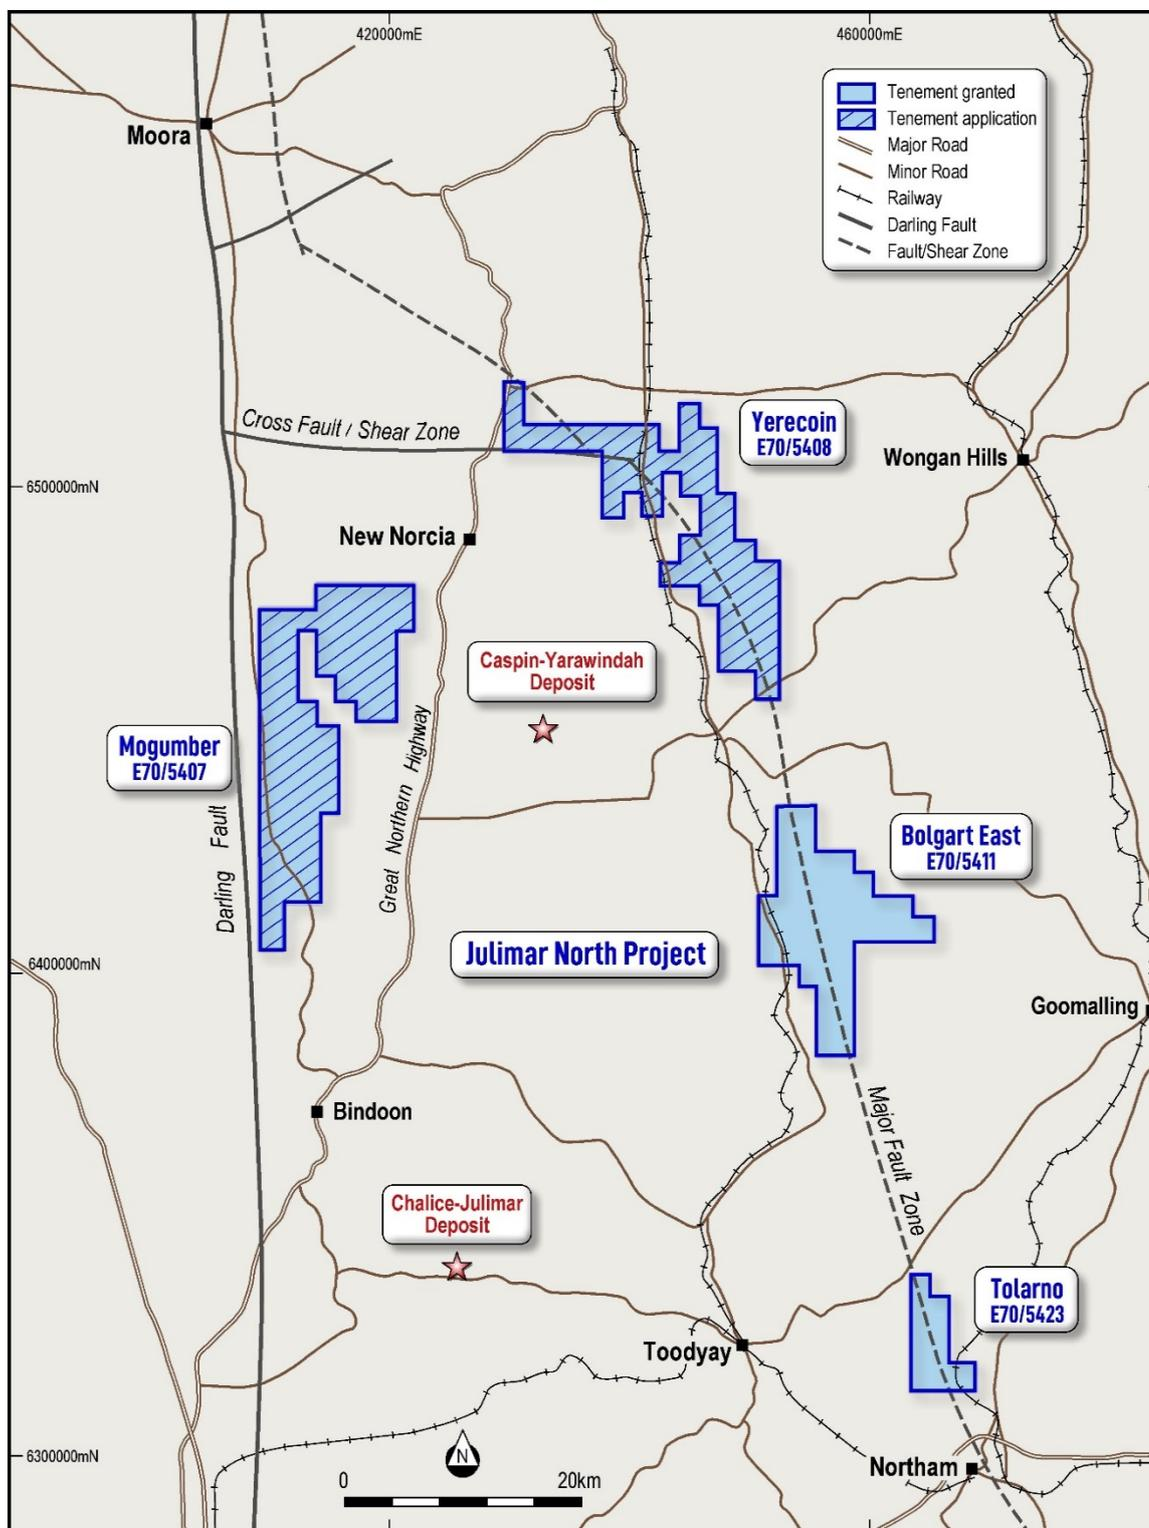 420000mE
460000mE
Tenement granted
Tenement application
Major Road
Minor Road
Railway
Darling Fault
Fault/Shear Zone
Moora
Cross Fault / Shear Zone
Yerecoin
E70/5408
Wongan Hills
6500000mN
New Norcia
Caspin-Yarawindah
Deposit
Mogumber
E70/5407
Great Northern Highway
Darling Fault
Bolgart East
E70/5411
Julimar North Project
6400000mN
Goomalling
Bindoon
Major Fault Zone
Chalice-Julimar
Deposit
Tolarno
E70/5423
Toodyay
6300000mN
N
Northam
0
20km